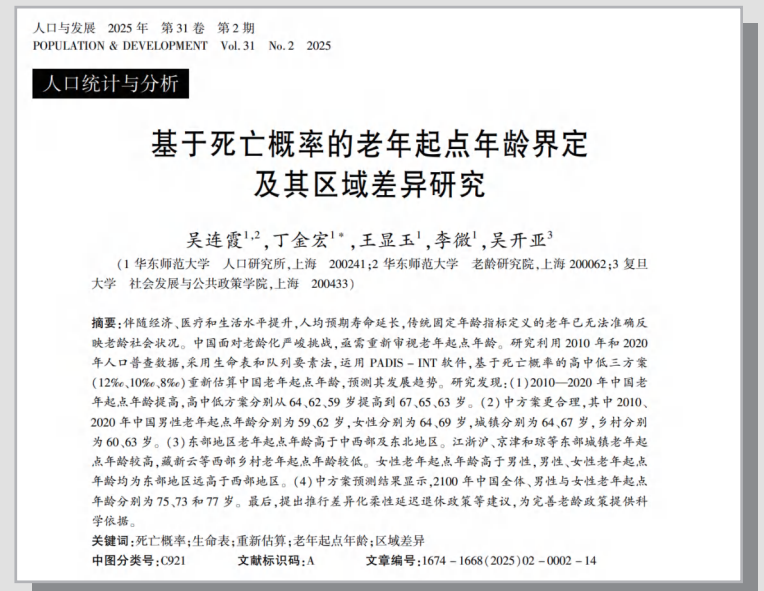 人口与发展 2025 年 第 31 卷 第 2 期
POPULATION & DEVELOPMENT Vol. 31 No. 2 2025
人口统计与分析
基于死亡概率的老年起点年龄界定
及其区域差异研究
吴连霞1,2,丁金宏1*,王显玉1,李微1,吴开亚3
(1 华东师范大学 人口研究所,上海 200241;2 华东师范大学 老龄研究院,上海 200062;3 复旦
大学 社会发展与公共政策学院,上海 200433)
摘要:伴随经济、医疗和生活水平提升,人均预期寿命延长,传统固定年龄指标定义的老年已无法准确反
映老龄社会状况。中国面对老龄化严峻挑战,亟需重新审视老年起点年龄。研究利用 2010 年和 2020
年人口普查数据,采用生命表和队列要素法,运用 PADIS - INT 软件,基于死亡概率的高中低三方案
(12‰、10‰、8‰)重新估算中国老年起点年龄,预测其发展趋势。研究发现:(1)2010—2020 年中国老
年起点年龄提高,高中低方案分别从 64、62、59 岁提高到 67、65、63 岁。(2)中方案更合理,其中 2010、
2020 年中国男性老年起点年龄分别为 59、62 岁,女性分别为 64、69 岁,城镇分别为 64、67 岁,乡村分别
为 60、63 岁。(3)东部地区老年起点年龄高于中西部及东北地区。江浙沪、京津和琼等东部城镇老年起
点年龄较高,藏新云等西部乡村老年起点年龄较低。女性老年起点年龄高于男性,男性、女性老年起点
年龄均为东部地区远高于西部地区。(4)中方案预测结果显示,2100 年中国全体、男性与女性老年起点
年龄分别为 75、73 和 77 岁。最后,提出推行差异化柔性延迟退休政策等建议,为完善老龄政策提供科
学依据。
关键词:死亡概率;生命表;重新估算;老年起点年龄;区域差异
中图分类号:C921 文献标识码:A 文章编号:1674 - 1668(2025)02 - 0002 - 14